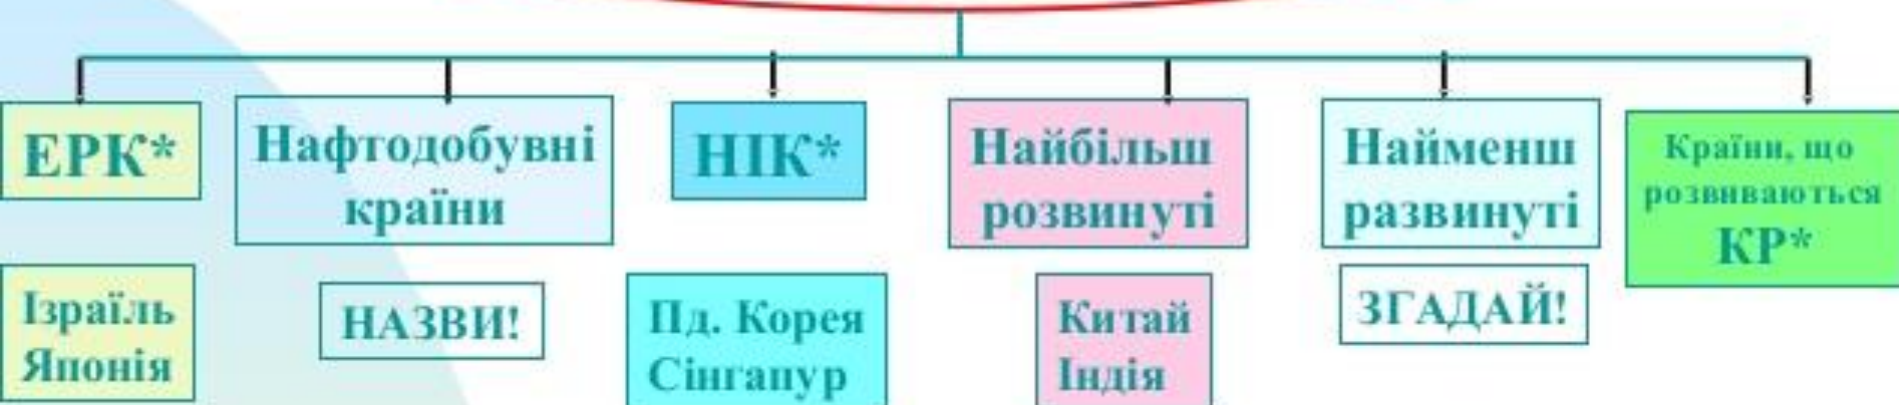 ЕРК*
Нафтодобувні
країни
НІК*
Найбільш
розвинуті
Найменш
развинуті
Країни, що
розвиваються
КР*
Ізраїль
Японія
НАЗВИ!
Пд. Корея
Сінгапур
Китай
Індія
ЗГАДАЙ!